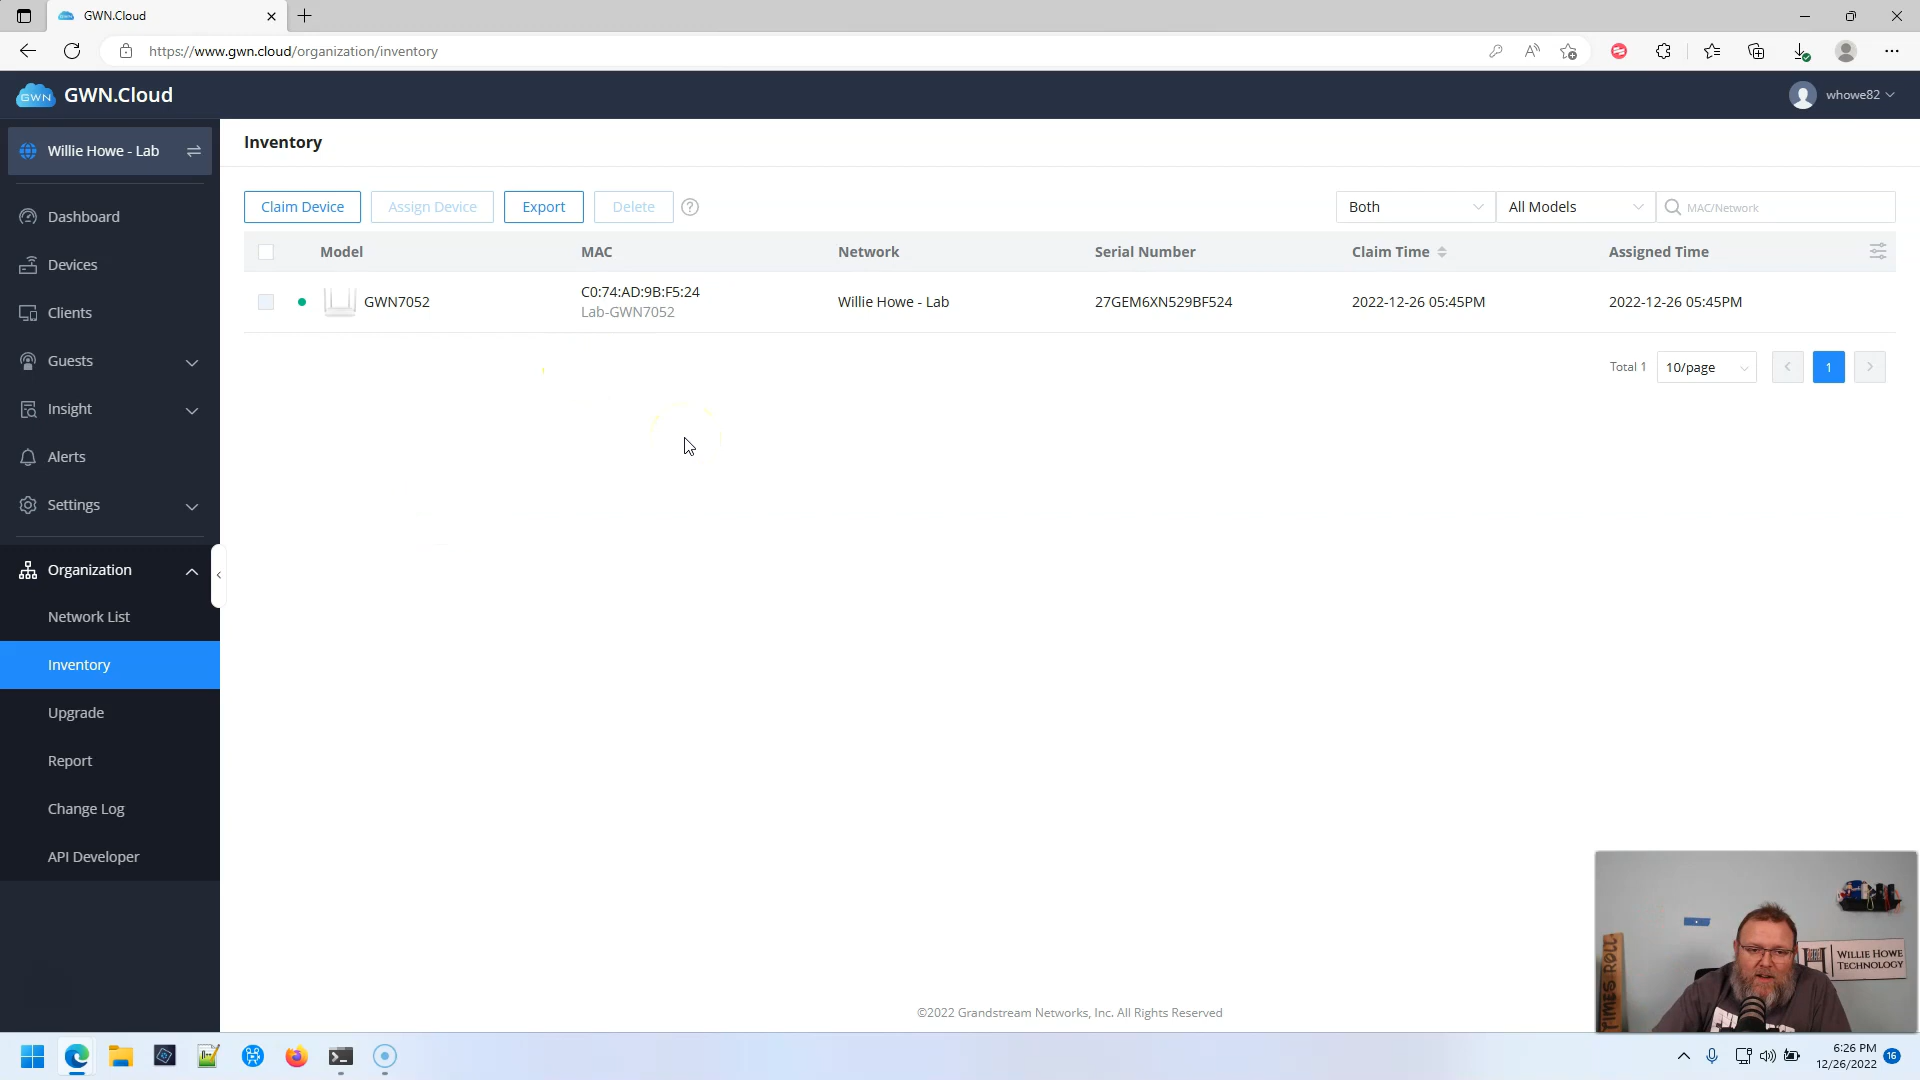 GWN.Cloud
https://www.gwn.cloud/organization/inventory
GWN
GWN.Cloud
whowe82
Willie Howe - Lab
Dashboard
Devices
Clients
Guests
Insight
Alerts
Settings
Organization
Network List
Inventory
Upgrade
Report
Change Log
API Developer
Inventory
Claim Device
Assign Device
Export
Delete
?
Both
All Models
MAC/Network
Model
MAC
Network
Serial Number
Claim Time
Assigned Time
GWN7052
C0:74:AD:9B:F5:24
Lab-GWN7052
Willie Howe - Lab
27GEM6XN529BF524
2022-12-26 05:45PM
2022-12-26 05:45PM
Total 1
10/page
1
©2022 Grandstream Networks, Inc. All Rights Reserved
TIMES ROLL
WILLIE HOWE
TECHNOLOGY
6:26 PM
12/26/2022
16